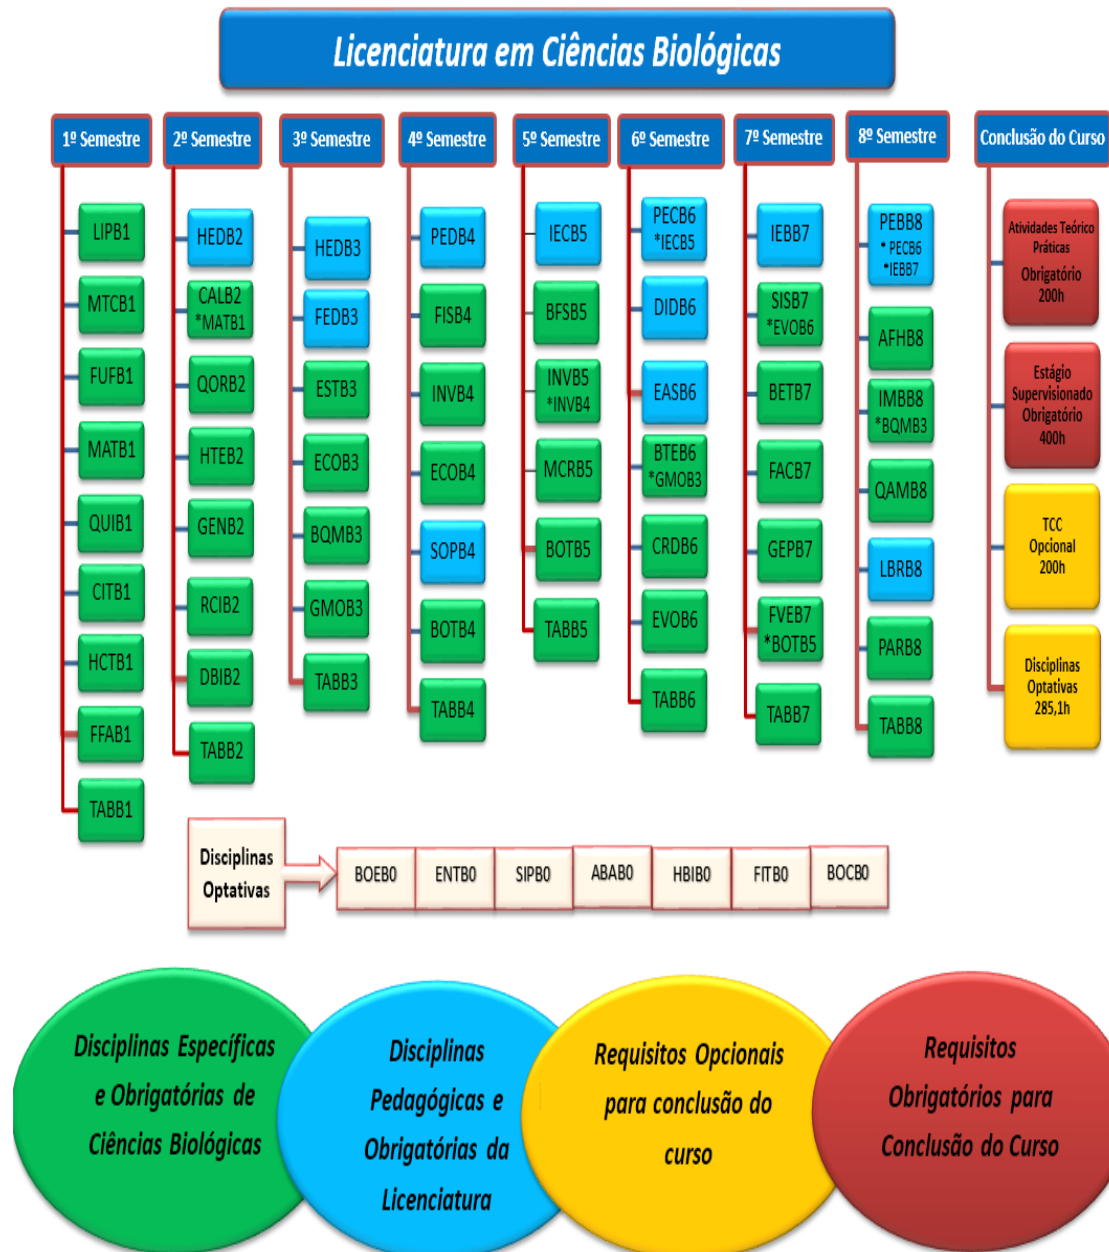 Licenciatura em Ciências Biológicas
1º Semestre
LIPB1
MTCB1
FUFB1
MATB1
QUIB1
CITB1
HCTB1
FFAB1
TABB1
2º Semestre
HEDB2
CALB2
*MATB1
QORB2
HTEB2
GENB2
RCIB2
DBIB2
TABB2
3º Semestre
HEDB3
FEDB3
ESTB3
ECOB3
BQMB3
GMOB3
TABB3
4º Semestre
PEDB4
FISB4
INVB4
ECOB4
SOPB4
BOTB4
TABB4
5º Semestre
IECB5
BFSB5
INVB5
*INVB4
MCRB5
BOTB5
TABB5
6º Semestre
PECB6
*IECB5
DIDB6
EASB6
BTEB6
*GMOB3
CRDB6
EVOB6
TABB6
7º Semestre
IEBB7
SISB7
*EVOB6
BETB7
FACB7
GEPB7
FVEB7
*BOTB5
TABB7
8º Semestre
PEBB8
* PECB6
*IEBB7
AFHB8
IMBB8
*BQMB3
QAMB8
LBRB8
PARB8
TABB8
Conclusão do Curso
Atividades Teórico
Práticas
Obrigatório
200h
Estágio
Supervisionado
Obrigatório
400h
TCC
Opcional
200h
Disciplinas
Optativas
285,1h
Disciplinas
Optativas
BOEB0
ENTB0
SIPB0
ABAB0
HBIB0
FITB0
BOCB0
Disciplinas Específicas
e Obrigatórias de
Ciências Biológicas
Disciplinas
Pedagógicas e
Obrigatórias da
Licenciatura
Requisitos Opcionais
para conclusão do
curso
Requisitos
Obrigatórios para
Conclusão do Curso